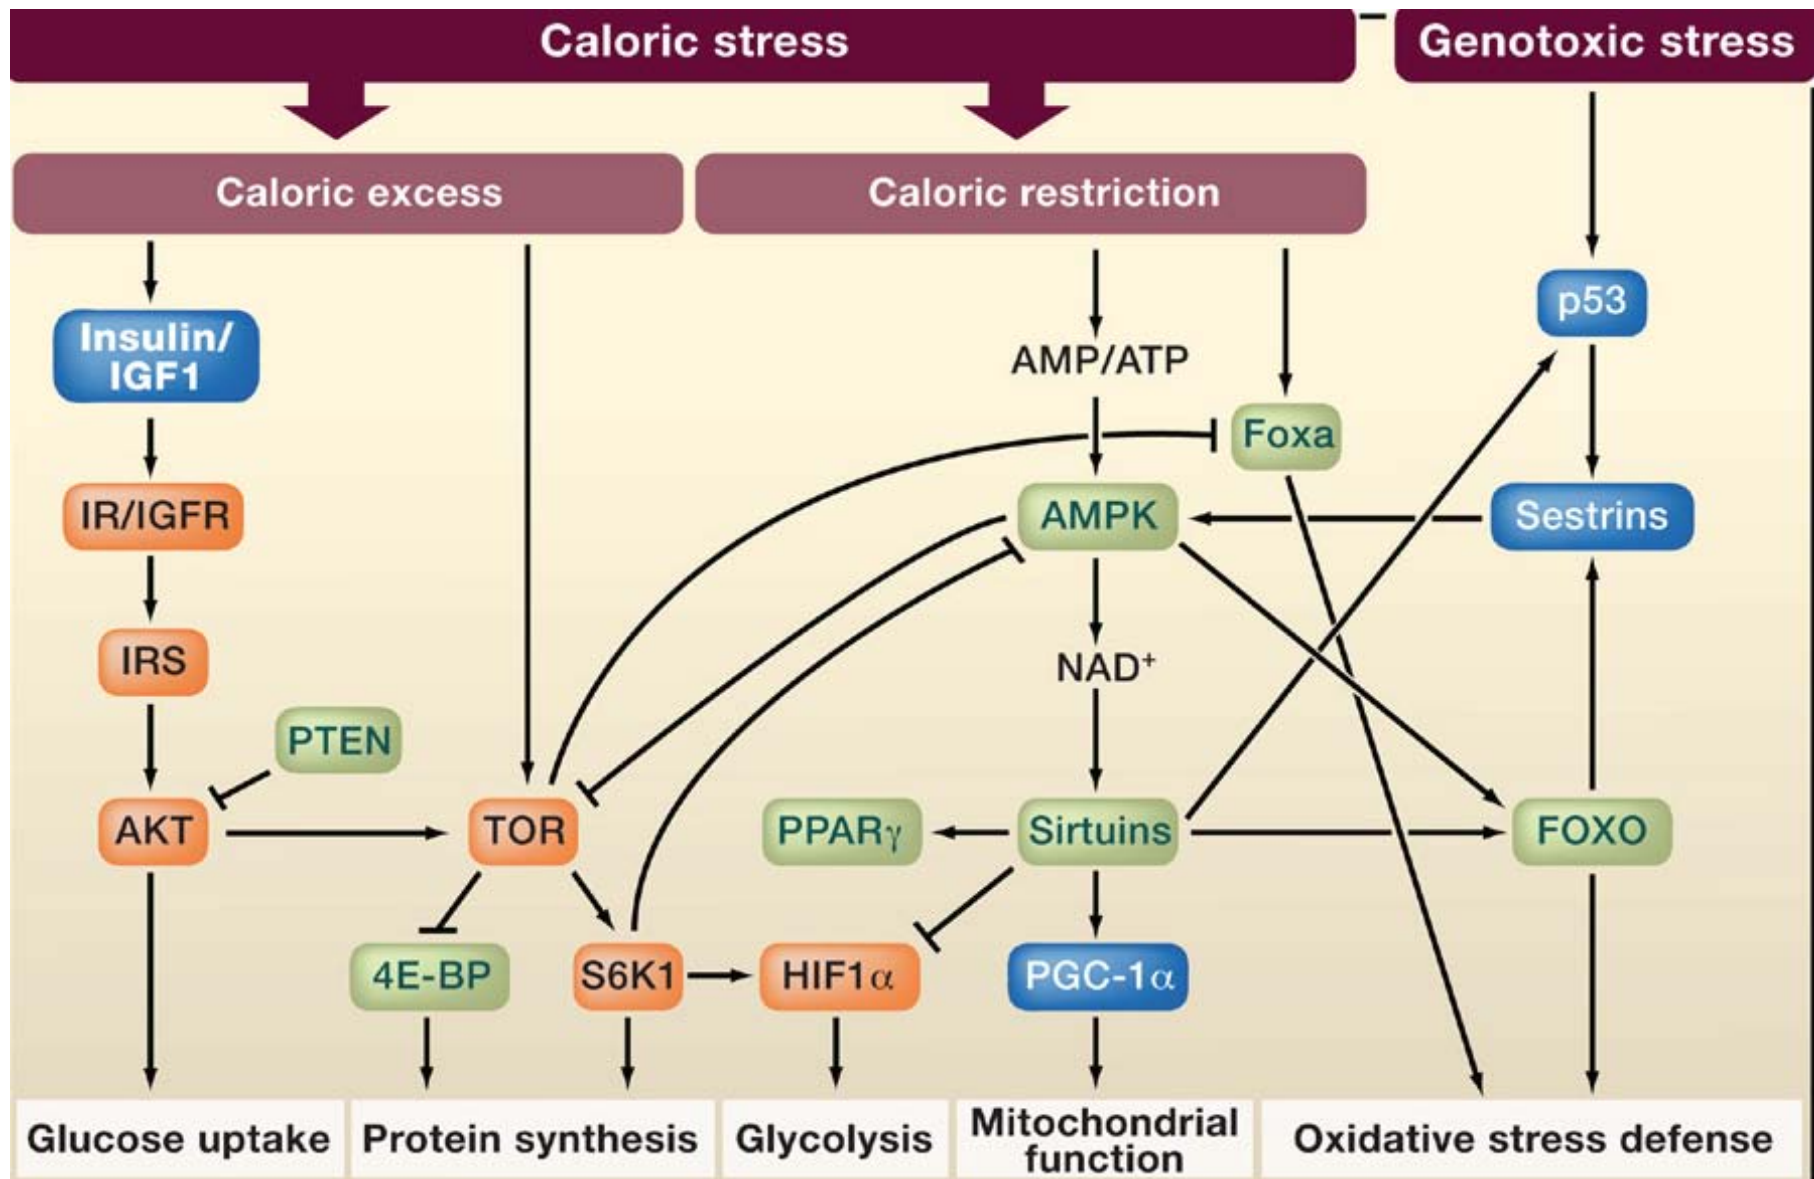 Caloric stress
Genotoxic stress
Caloric excess
Caloric restriction
p53
Insulin/
IGF1
AMP/ATP
Foxa
IR/IGFR
AMPK
Sestrins
IRS
NAD⁺
PTEN
AKT
TOR
PPARγ
Sirtuins
FOXO
4E-BP
S6K1
HIF1α
PGC-1α
Glucose uptake
Protein synthesis
Glycolysis
Mitochondrial
function
Oxidative stress defense